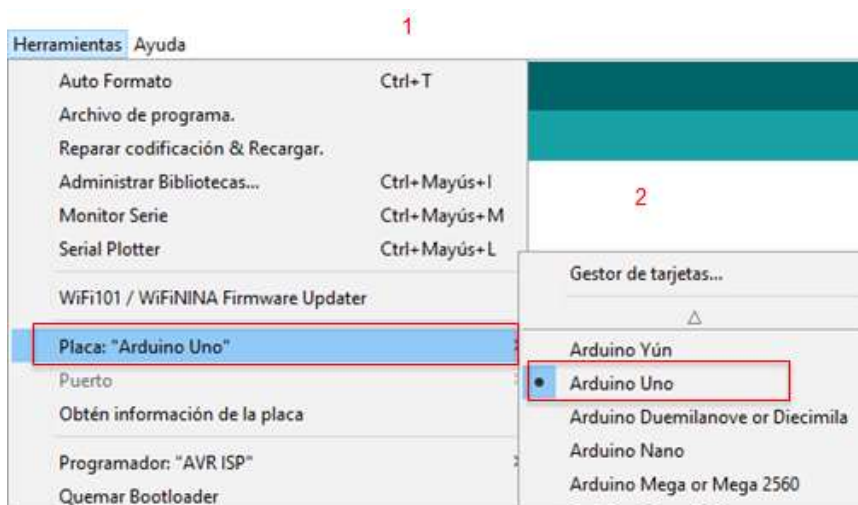 1
Herramientas Ayuda
Auto Formato Ctrl+T
Archivo de programa.
Reparar codificación & Recargar.
Administrar Bibliotecas... Ctrl+Mayús+I
Monitor Serie Ctrl+Mayús+M
Serial Plotter Ctrl+Mayús+L
WiFi101 / WiFiNINA Firmware Updater
Placa: "Arduino Uno"
Puerto
Obtén información de la placa
Programador: "AVR ISP"
Quemar Bootloader
2
Gestor de tarjetas...
Arduino Yún
Arduino Uno
Arduino Duemilanove or Diecimila
Arduino Nano
Arduino Mega or Mega 2560